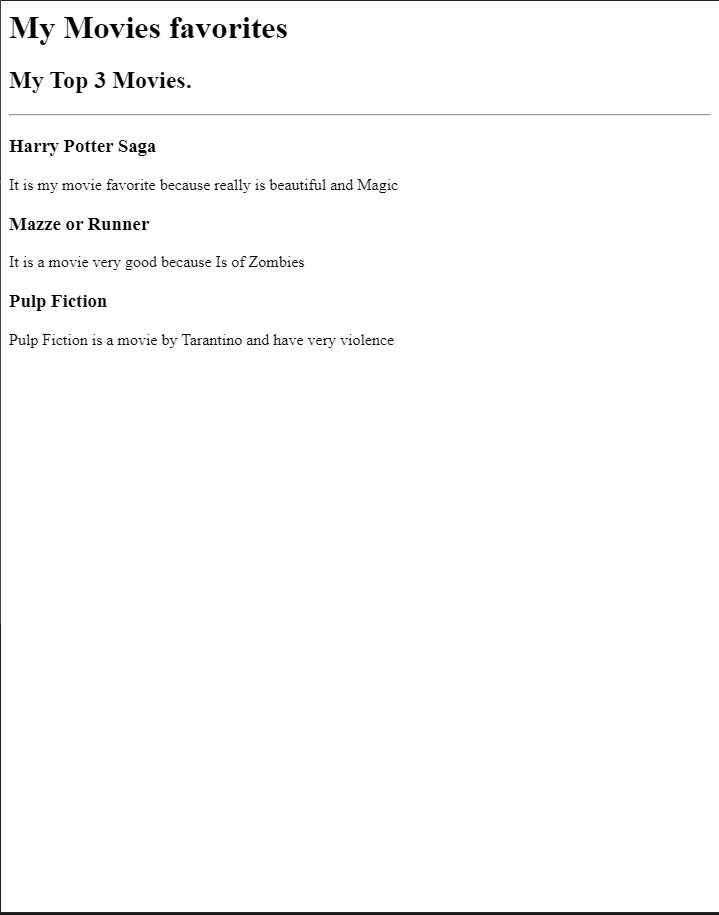 My Movies favorites
My Top 3 Movies.
Harry Potter Saga
It is my movie favorite because really is beautiful and Magic
Mazze or Runner
It is a movie very good because Is of Zombies
Pulp Fiction
Pulp Fiction is a movie by Tarantino and have very violence